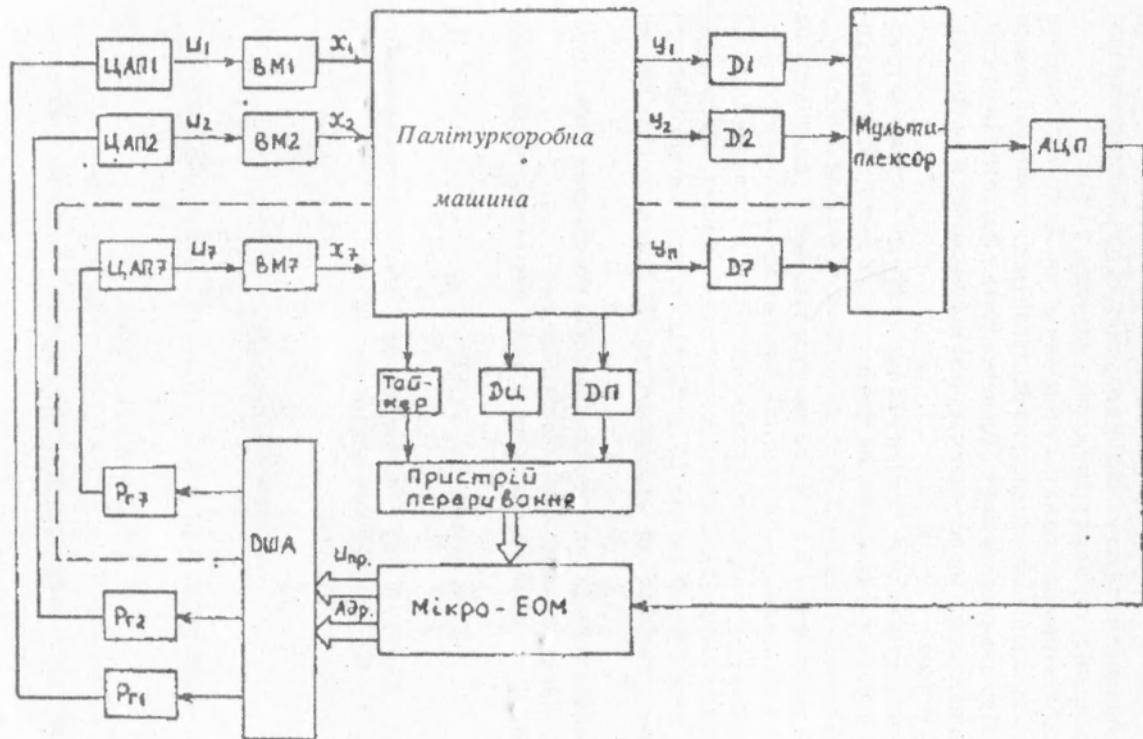 ЦАП1
U1
ВМ1
x1
y1
D1
ЦАП2
U2
ВМ2
x2
Палітуркоробна
машина
y2
D2
Мульти-
плексор
АЦП
ЦАП7
U7
ВМ7
x7
yп
D7
Тай-
мер
DЦ
DП
Рг7
Пристрій
переривання
DША
Uпр.
Адр.
Мікро-ЕОМ
Рг2
Рг1